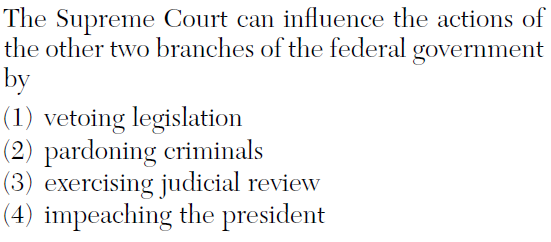 The Supreme Court can influence the actions of
the other two branches of the federal government
by
(1) vetoing legislation
(2) pardoning criminals
(3) exercising judicial review
(4) impeaching the president